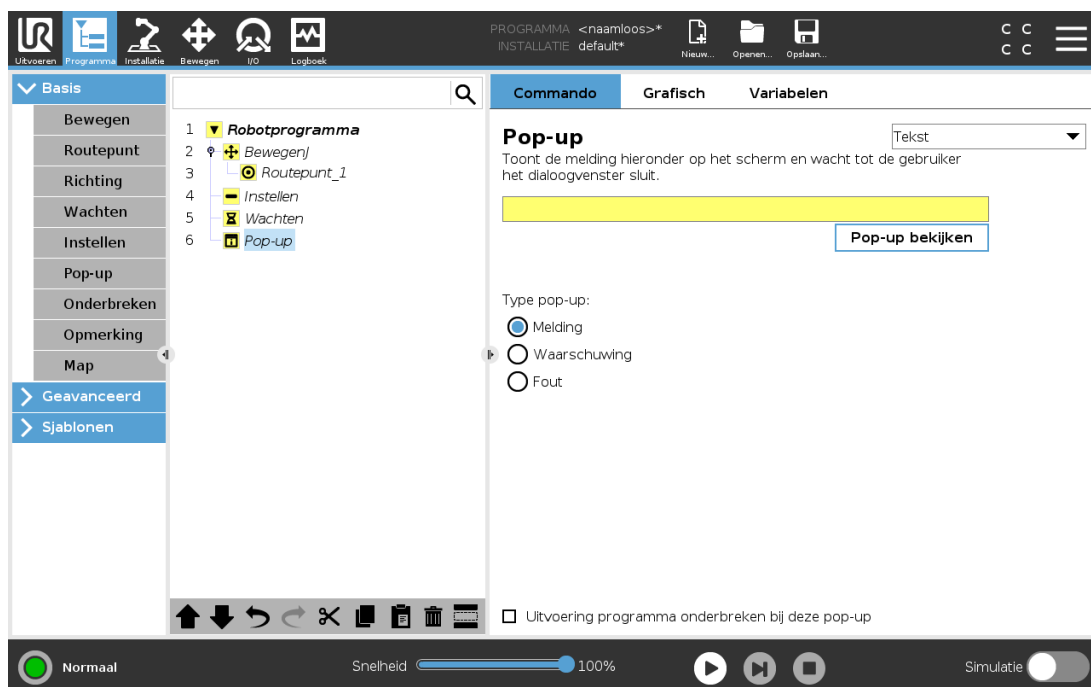 UR
PROGRAMMA <naamloos>*
INSTALLATIE default*
C C
C C
Uitvoeren Programma Installatie Bewegen I/O Logboek Nieuw... Openen... Opslaan...
Basis
Bewegen
Routepunt
Richting
Wachten
Instellen
Pop-up
Onderbreken
Opmerking
Map
Geavanceerd
Sjablonen
1 Robotprogramma
2 BewegenJ
3 Routepunt_1
4 Instellen
5 Wachten
6 Pop-up
Commando Grafisch Variabelen
Pop-up
Tekst
Toont de melding hieronder op het scherm en wacht tot de gebruiker
het dialoogvenster sluit.
Pop-up bekijken
Type pop-up:
Melding
Waarschuwing
Fout
Uitvoering programma onderbreken bij deze pop-up
Normaal
Snelheid 100%
Simulatie